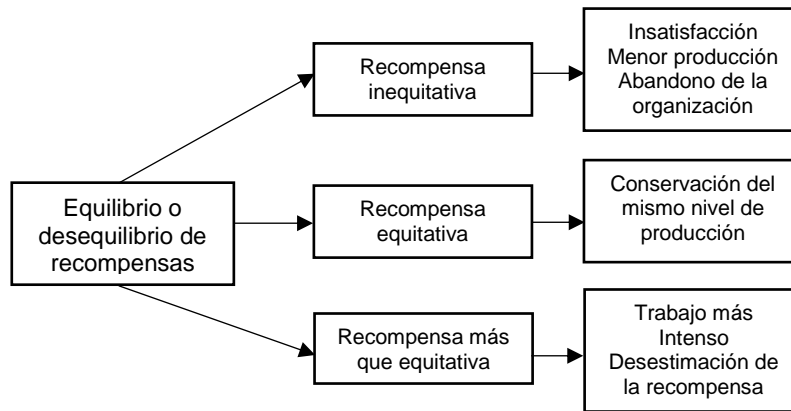 Equilibrio o
desequilibrio de
recompensas
Recompensa
inequitativa
Insatisfacción
Menor producción
Abandono de la
organización
Recompensa
equitativa
Conservación del
mismo nivel de
producción
Recompensa más
que equitativa
Trabajo más
Intenso
Desestimación de
la recompensa